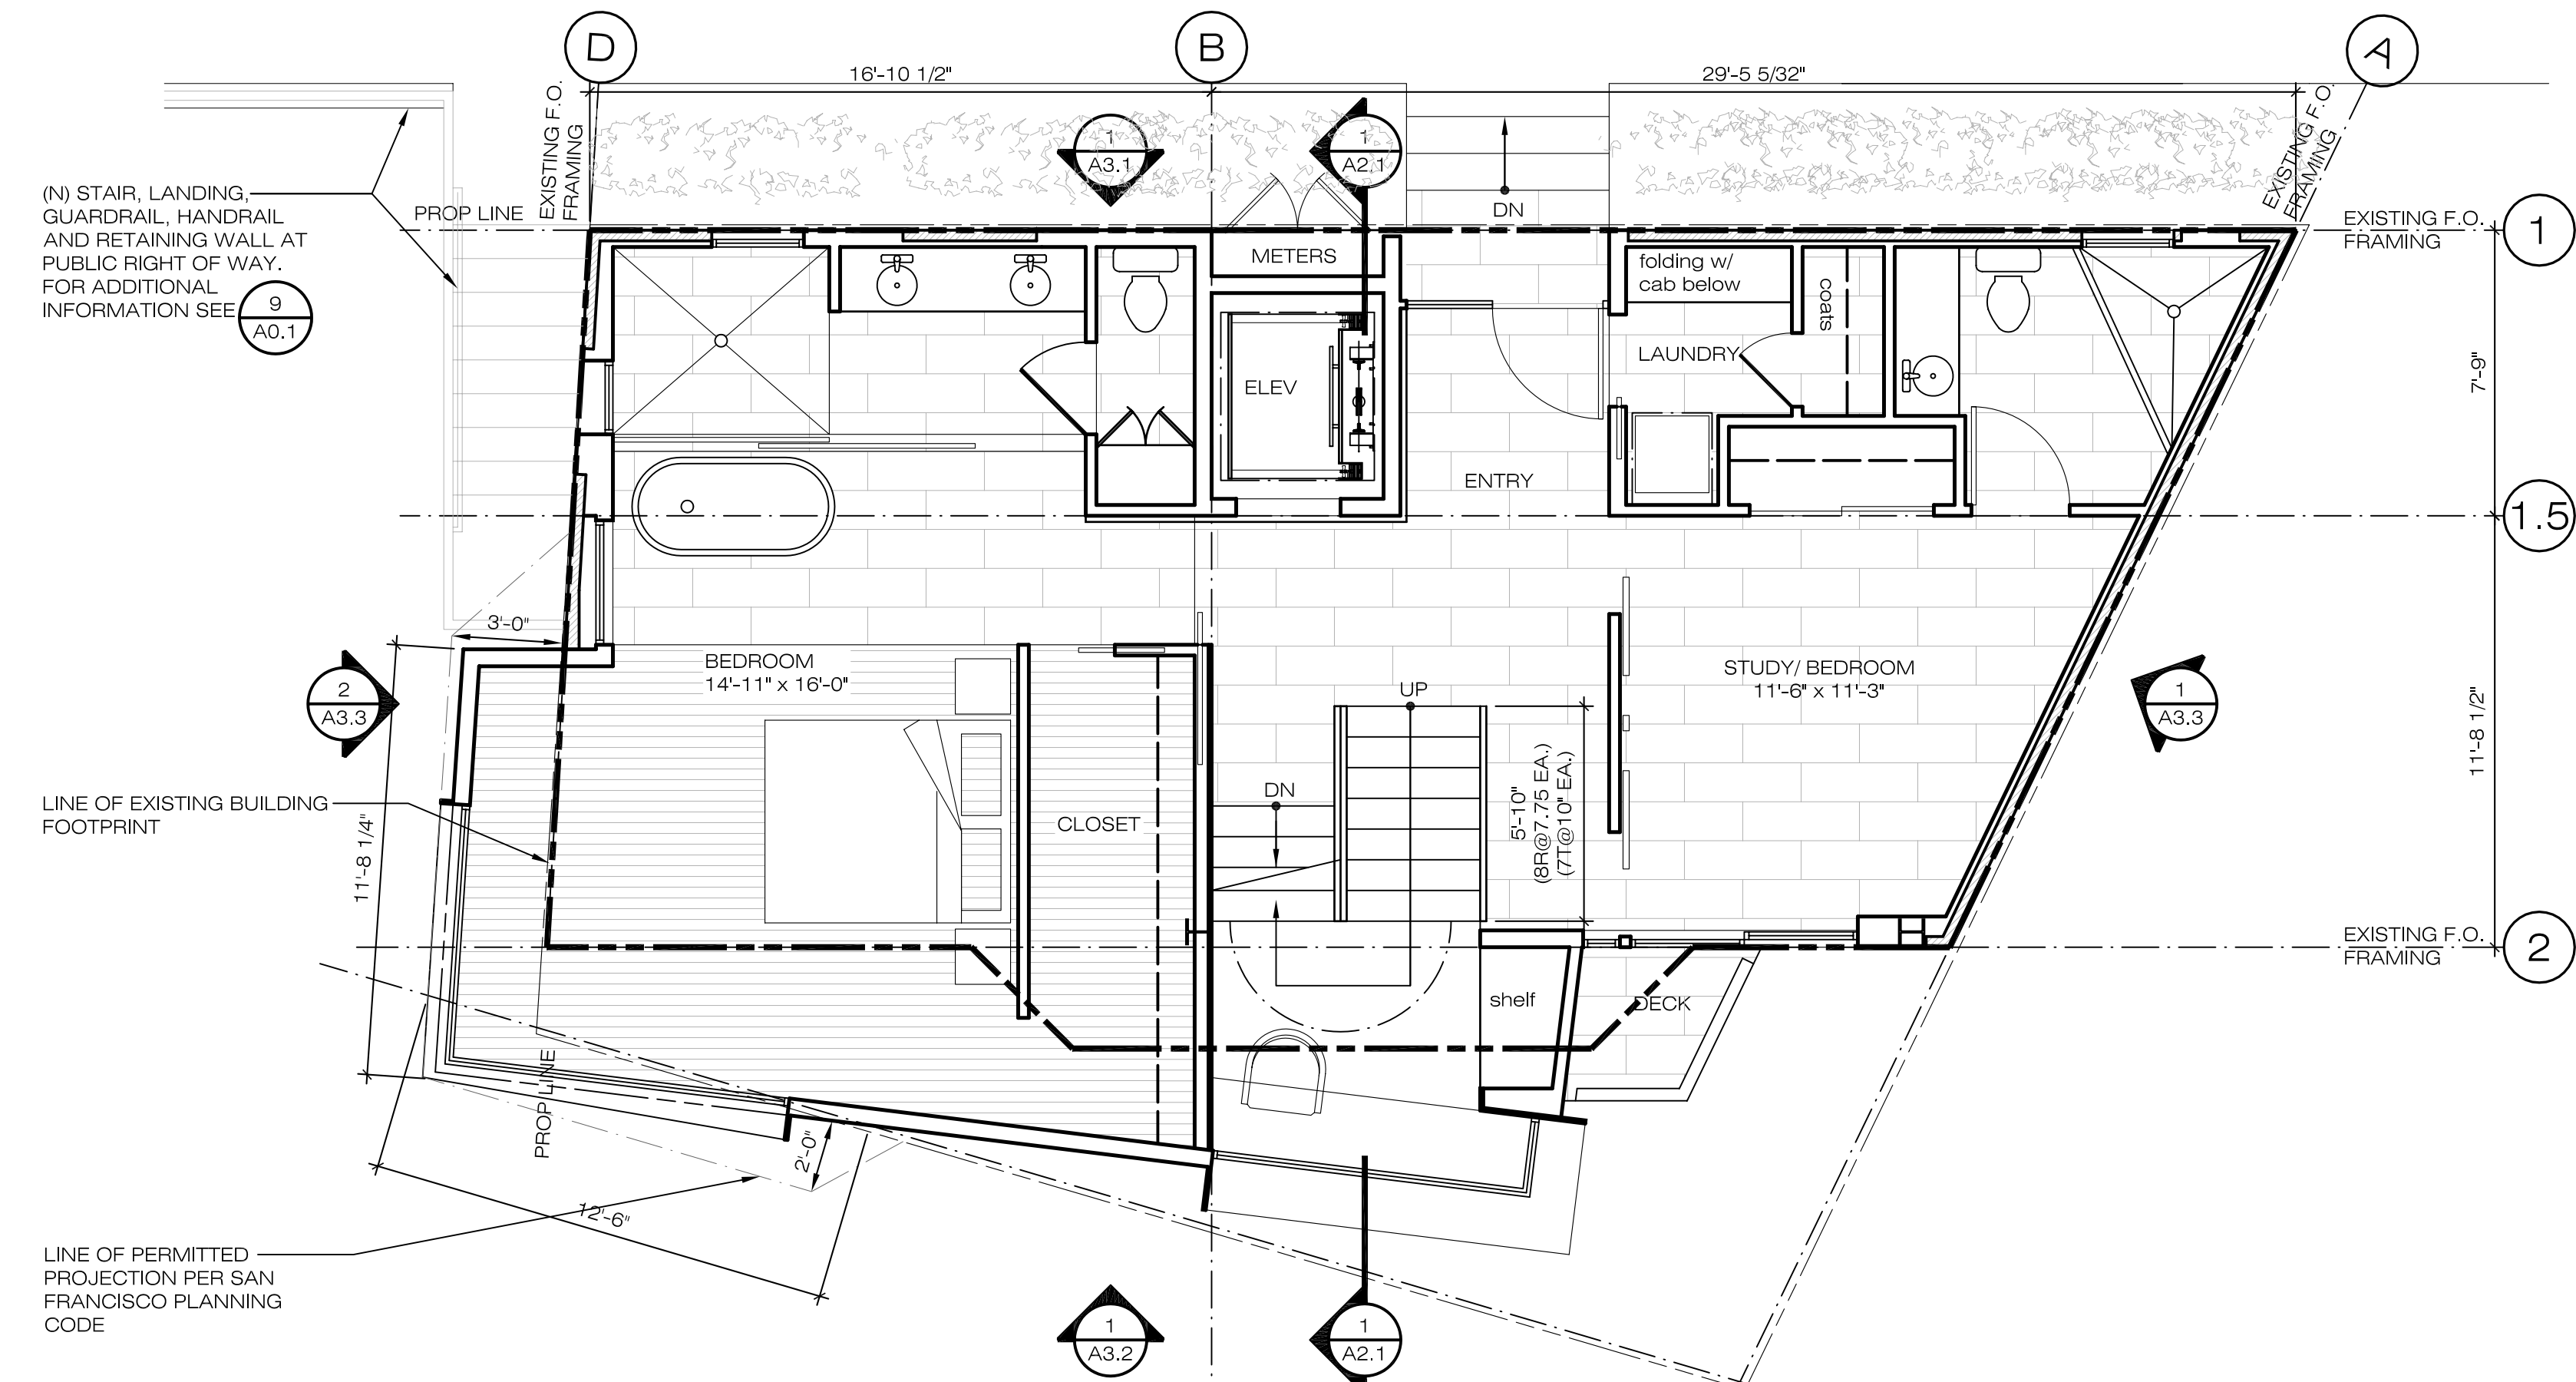 D
B
A
16'-10 1/2"
29'-5 5/32"
EXISTING F.O.
FRAMING
1
A3.1
1
A2.1
EXISTING F.O.
FRAMING
(N) STAIR, LANDING,
GUARDRAIL, HANDRAIL
AND RETAINING WALL AT
PUBLIC RIGHT OF WAY.
FOR ADDITIONAL
INFORMATION SEE
9
A0.1
PROP LINE
DN
EXISTING F.O.
FRAMING
1
METERS
folding w/
cab below
coats
LAUNDRY
ELEV
7'-9"
ENTRY
1.5
3'-0"
BEDROOM
14'-11" x 16'-0"
STUDY/ BEDROOM
11'-6" x 11'-3"
2
A3.3
UP
1
A3.3
11'-8 1/2"
DN
5'-10"
(8R@7.75 EA.)
(7T@10" EA.)
LINE OF EXISTING BUILDING
FOOTPRINT
CLOSET
11'-8 1/4"
EXISTING F.O.
FRAMING
2
shelf
DECK
PROP LINE
2'-0"
12'-6"
LINE OF PERMITTED
PROJECTION PER SAN
FRANCISCO PLANNING
CODE
1
A3.2
1
A2.1